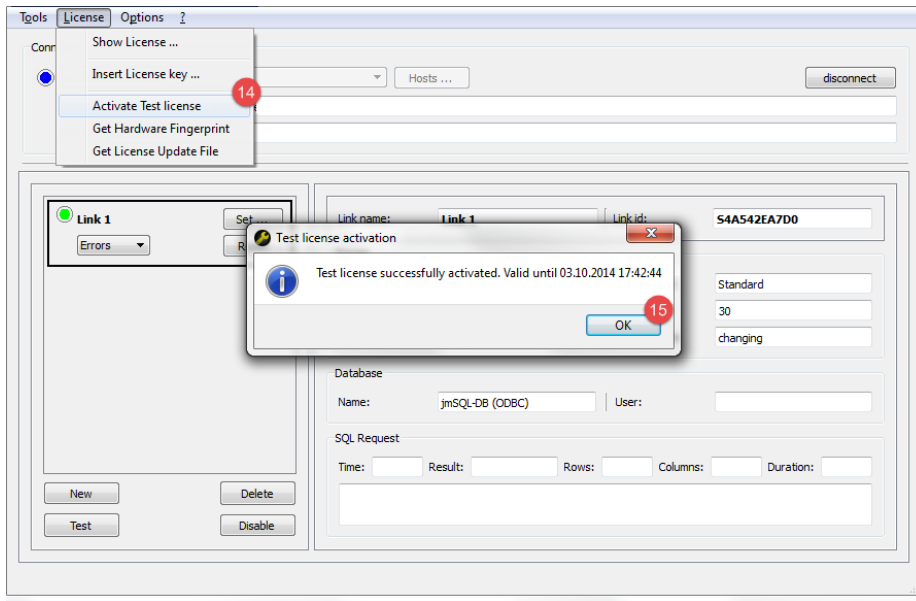 Tools License Options ?
Show License ...
Conn
Insert License key ...
Hosts ...
disconnect
14
Activate Test license
Get Hardware Fingerprint
Get License Update File
Link 1
Set ...
Errors
R
Link name:
Link 1
Link id:
S4A542EA7D0
Test license activation
Test license successfully activated. Valid until 03.10.2014 17:42:44
Standard
30
15
OK
changing
Database
Name:
jmSQL-DB (ODBC)
User:
SQL Request
Time:
Result:
Rows:
Columns:
Duration:
New
Delete
Test
Disable